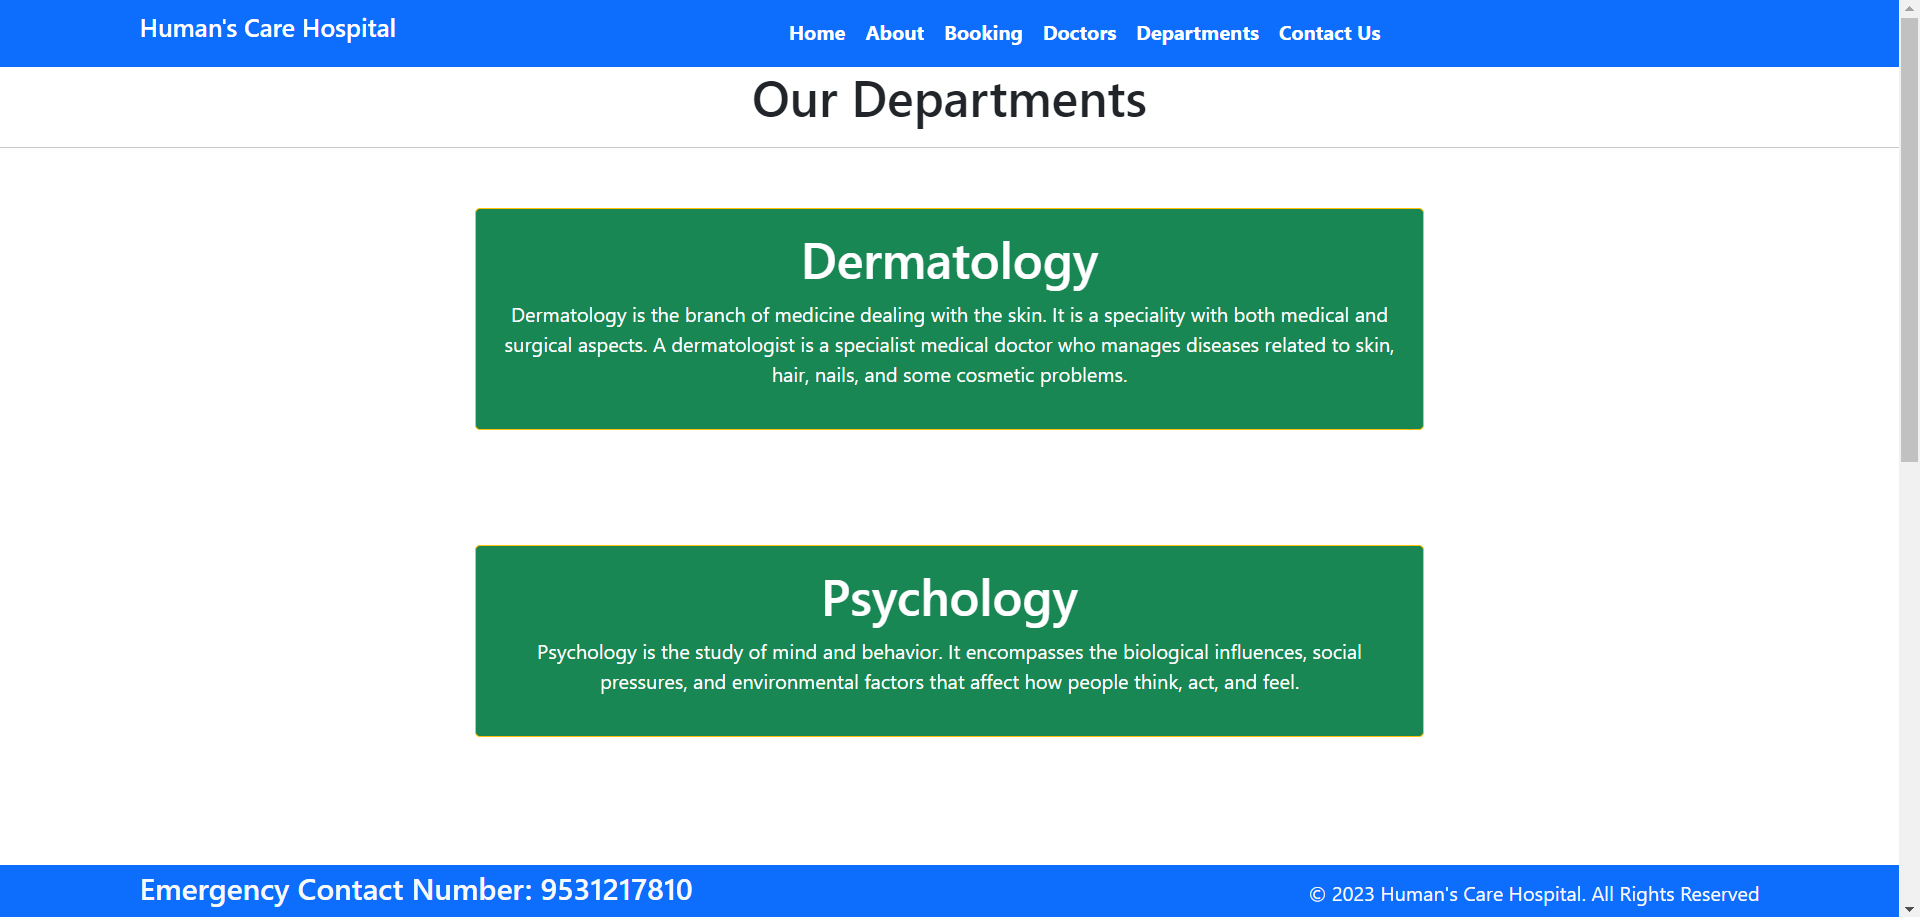 Human's Care Hospital
Home About Booking Doctors Departments Contact Us
Our Departments
Dermatology
Dermatology is the branch of medicine dealing with the skin. It is a speciality with both medical and
surgical aspects. A dermatologist is a specialist medical doctor who manages diseases related to skin,
hair, nails, and some cosmetic problems.
Psychology
Psychology is the study of mind and behavior. It encompasses the biological influences, social
pressures, and environmental factors that affect how people think, act, and feel.
Emergency Contact Number: 9531217810
© 2023 Human's Care Hospital. All Rights Reserved